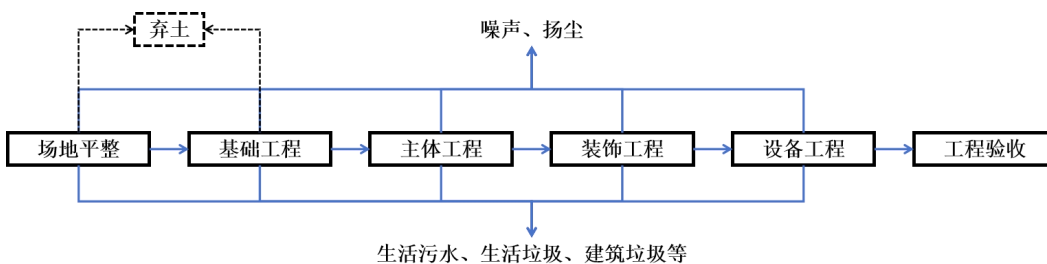 弃土
噪声、扬尘
场地平整
基础工程
主体工程
装饰工程
设备工程
工程验收
生活污水、生活垃圾、建筑垃圾等